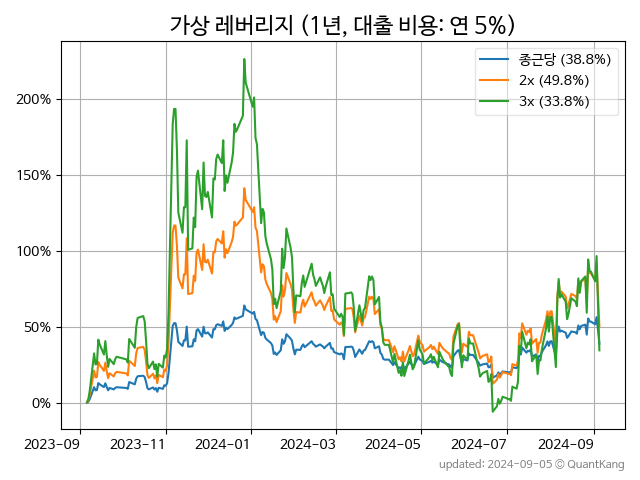 가상 레버리지 (1년, 대출 비용: 연 5%)
종근당 (38.8%)
2x (49.8%)
3x (33.8%)
200%
150%
100%
50%
0%
2023-09 2023-11 2024-01 2024-03 2024-05 2024-07 2024-09
updated: 2024-09-05 © QuantKang